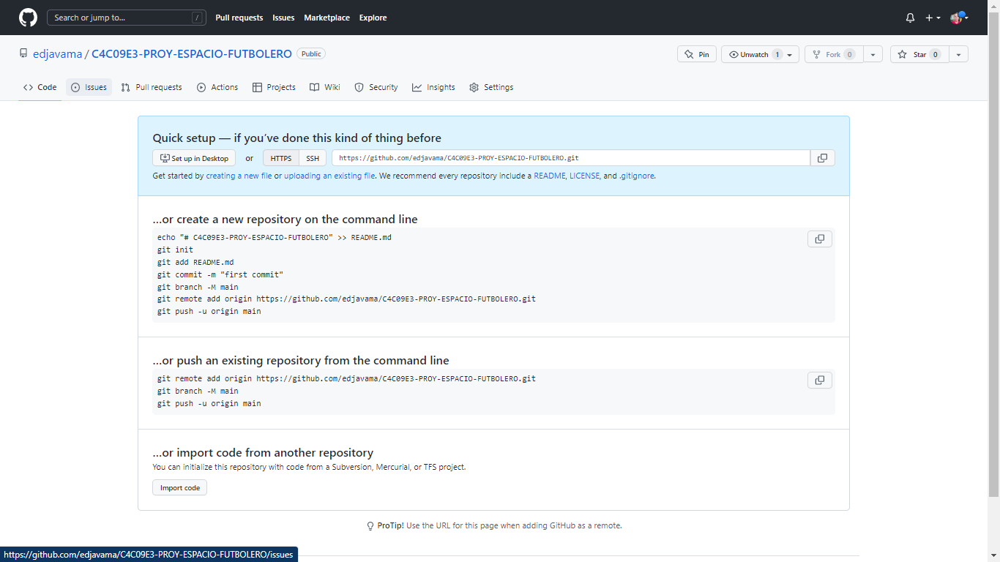 Search or jump to... /
Pull requests Issues Marketplace Explore
edjavama / C4C09E3-PROY-ESPACIO-FUTBOLERO Public
Pin Unwatch 1 Fork 0 Star 0
Code Issues Pull requests Actions Projects Wiki Security Insights Settings
Quick setup — if you’ve done this kind of thing before
Set up in Desktop or HTTPS SSH https://github.com/edjavama/C4C09E3-PROY-ESPACIO-FUTBOLERO.git
Get started by creating a new file or uploading an existing file. We recommend every repository include a README, LICENSE, and .gitignore.
…or create a new repository on the command line
echo "# C4C09E3-PROY-ESPACIO-FUTBOLERO" >> README.md
git init
git add README.md
git commit -m "first commit"
git branch -M main
git remote add origin https://github.com/edjavama/C4C09E3-PROY-ESPACIO-FUTBOLERO.git
git push -u origin main
…or push an existing repository from the command line
git remote add origin https://github.com/edjavama/C4C09E3-PROY-ESPACIO-FUTBOLERO.git
git branch -M main
git push -u origin main
…or import code from another repository
You can initialize this repository with code from a Subversion, Mercurial, or TFS project.
Import code
ProTip! Use the URL for this page when adding GitHub as a remote.
https://github.com/edjavama/C4C09E3-PROY-ESPACIO-FUTBOLERO/issues